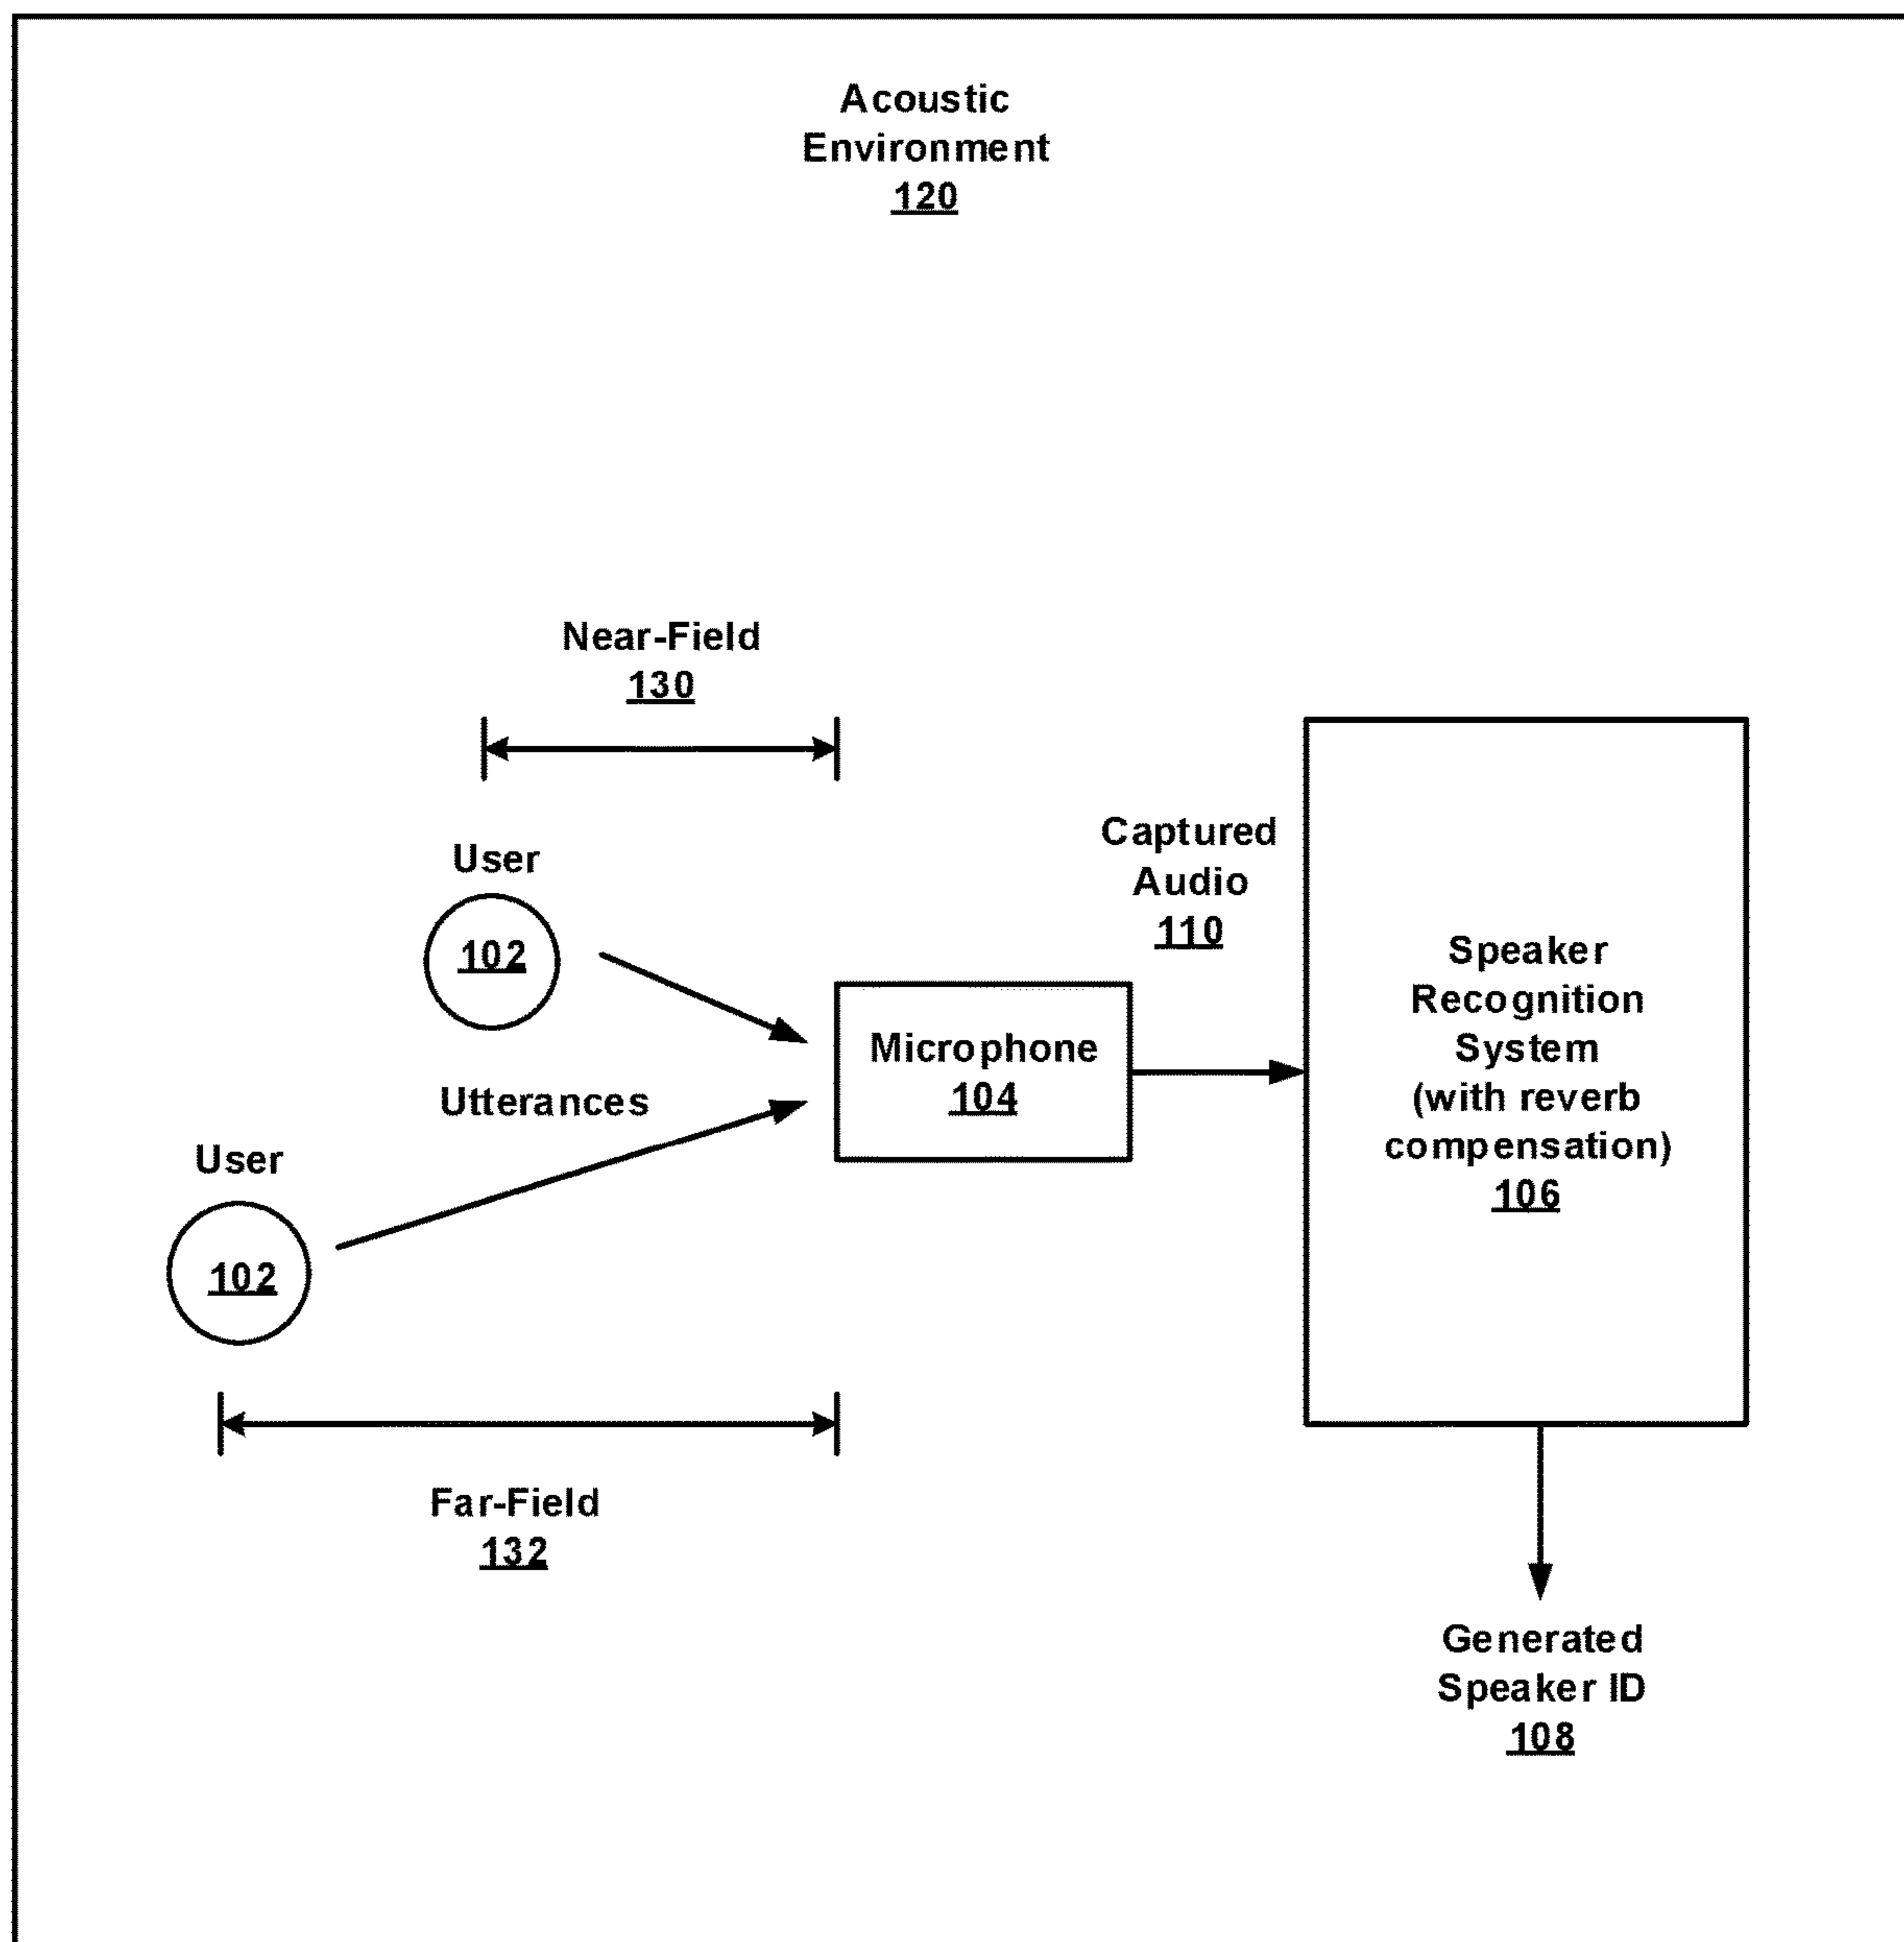 Acoustic
Environment
120
Near-Field
130
User
102
Utterances
User
102
Far-Field
132
Microphone
104
Captured
Audio
110
Speaker
Recognition
System
(with reverb
compensation)
106
Generated
Speaker ID
108